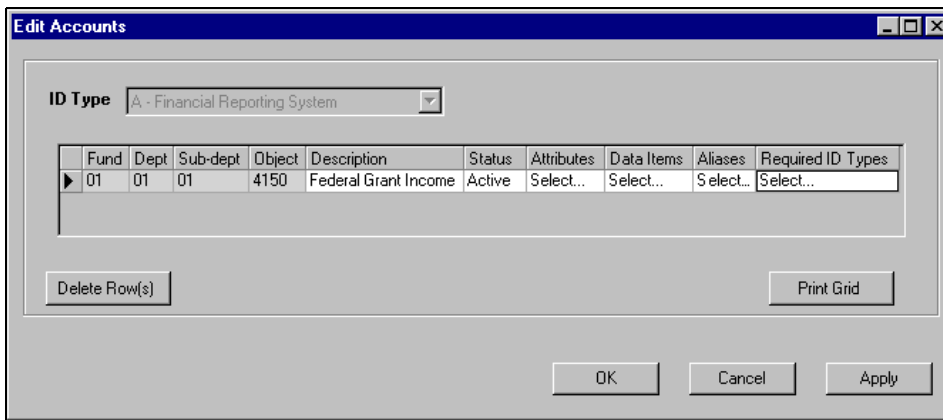 Edit Accounts
ID Type A - Financial Reporting System
Fund Dept Sub-dept Object Description Status Attributes Data Items Aliases Required ID Types
01 01 01 4150 Federal Grant Income Active Select... Select... Select... Select...
Delete Row(s) Print Grid
OK Cancel Apply